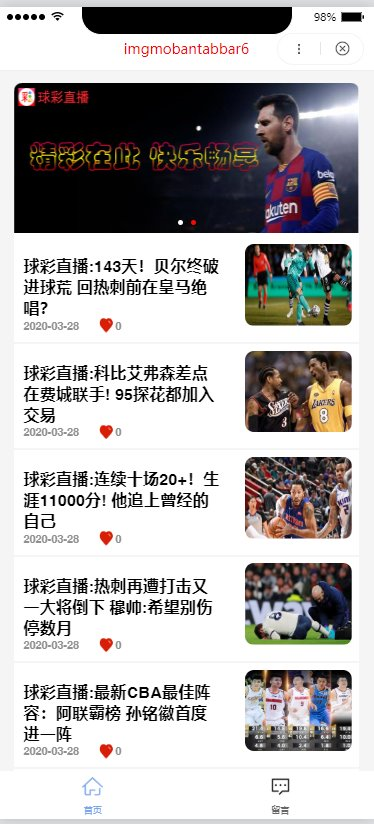 98%
imgmobantabbar6
彩 球彩直播
精彩在此 快乐畅享
beko
Rakuten
球彩直播:143天！贝尔终破
进球荒 回热刺前在皇马绝
唱？
2020-03-28 0
球彩直播:科比艾弗森差点
在费城联手! 95探花都加入
交易
2020-03-28 0
SIXERS
3
LAKERS
8
球彩直播:连续十场20+！生
涯11000分! 他追上曾经的
自己
2020-03-28 0
球彩直播:热刺再遭打击又
一大将倒下 穆帅:希望别伤
停数月
2020-03-28 0
球彩直播:最新CBA最佳阵
容：阿联霸榜 孙铭徽首度
进一阵
2020-03-28 0
首页
留言